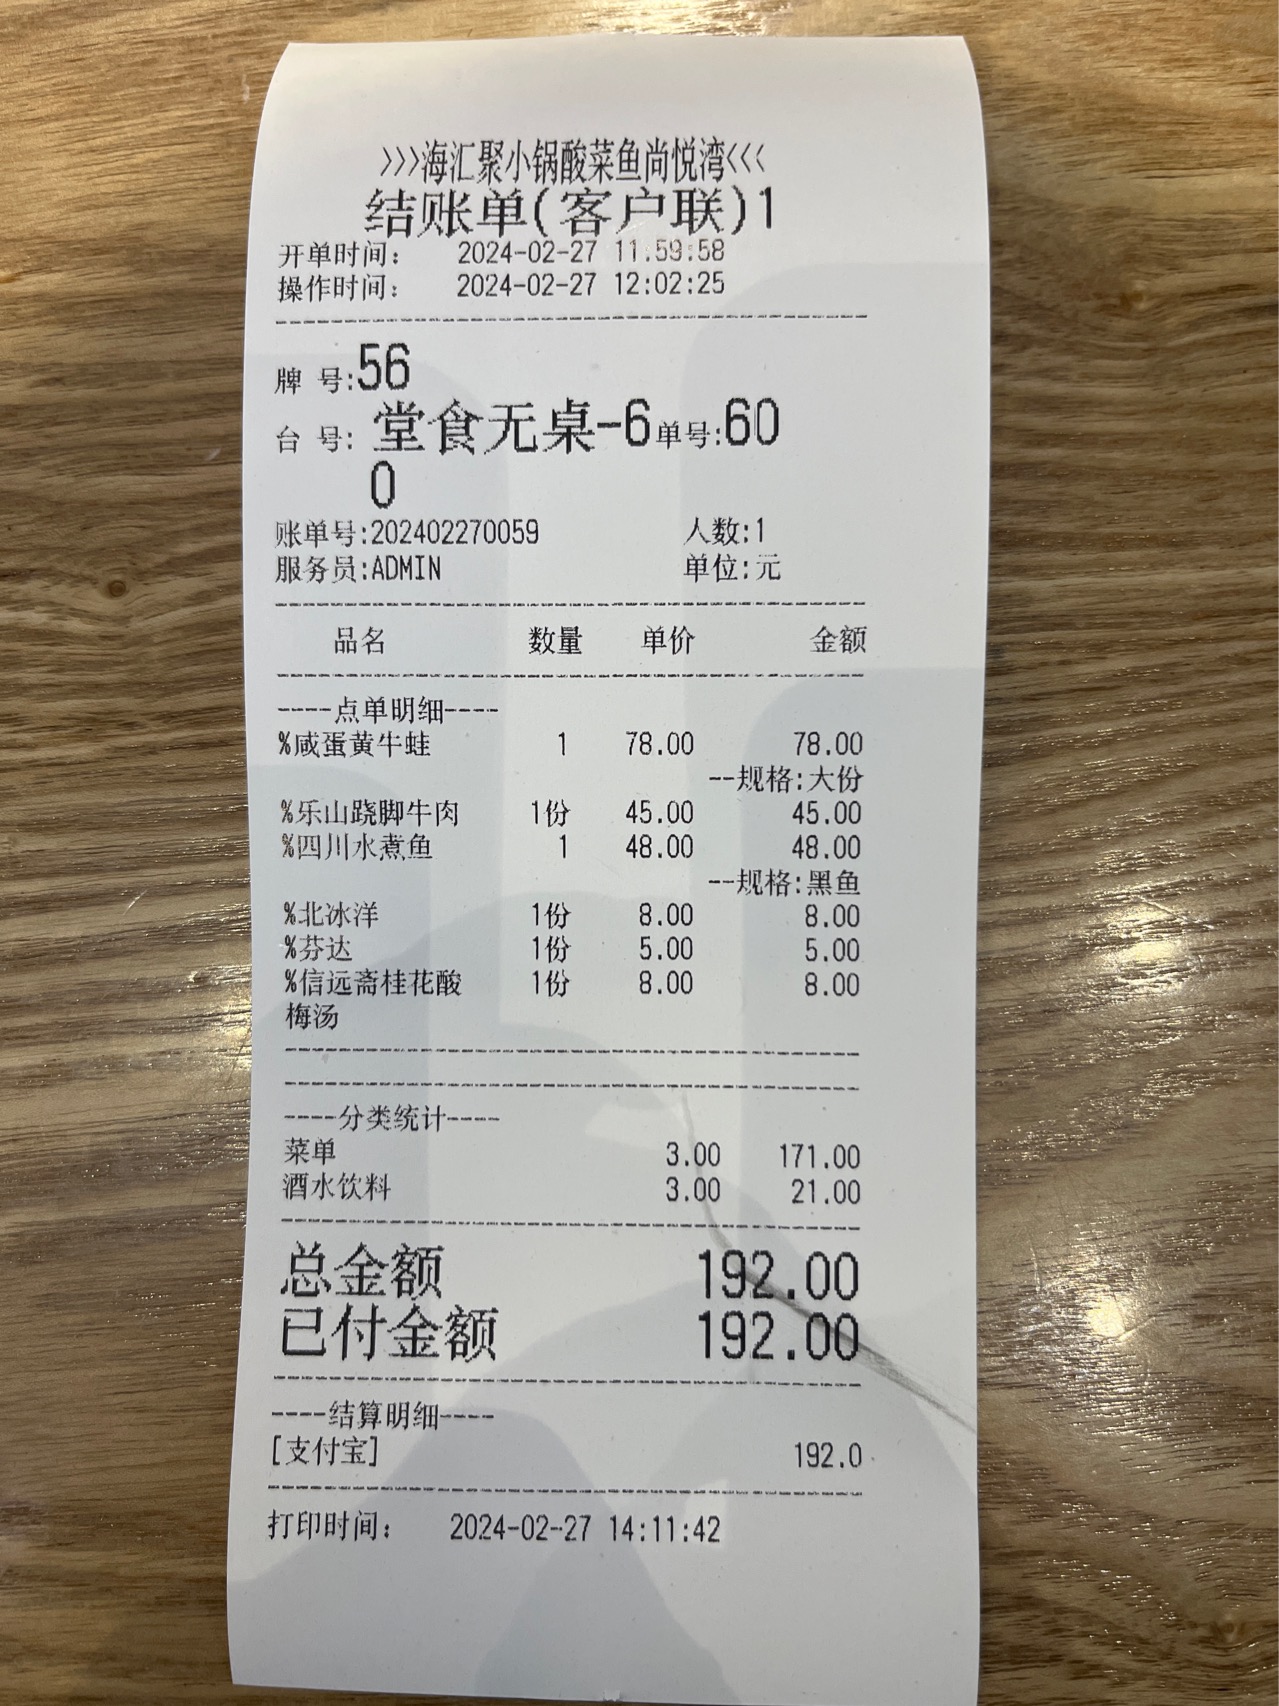 >>>海汇聚小锅酸菜鱼尚悦湾<<<
结账单(客户联)1
开单时间: 2024-02-27 11:59:58
操作时间: 2024-02-27 12:02:25
牌 号:56
台 号: 堂食无桌-6单号:60
0
账单号:202402270059 人数:1
服务员:ADMIN 单位:元
品名 数量 单价 金额
----点单明细----
%咸蛋黄牛蛙 1 78.00 78.00
--规格:大份
%乐山跷脚牛肉 1份 45.00 45.00
%四川水煮鱼 1 48.00 48.00
--规格:黑鱼
%北冰洋 1份 8.00 8.00
%芬达 1份 5.00 5.00
%信远斋桂花酸 1份 8.00 8.00
梅汤
----分类统计----
菜单 3.00 171.00
酒水饮料 3.00 21.00
总金额 192.00
已付金额 192.00
----结算明细----
[支付宝] 192.0
打印时间: 2024-02-27 14:11:42